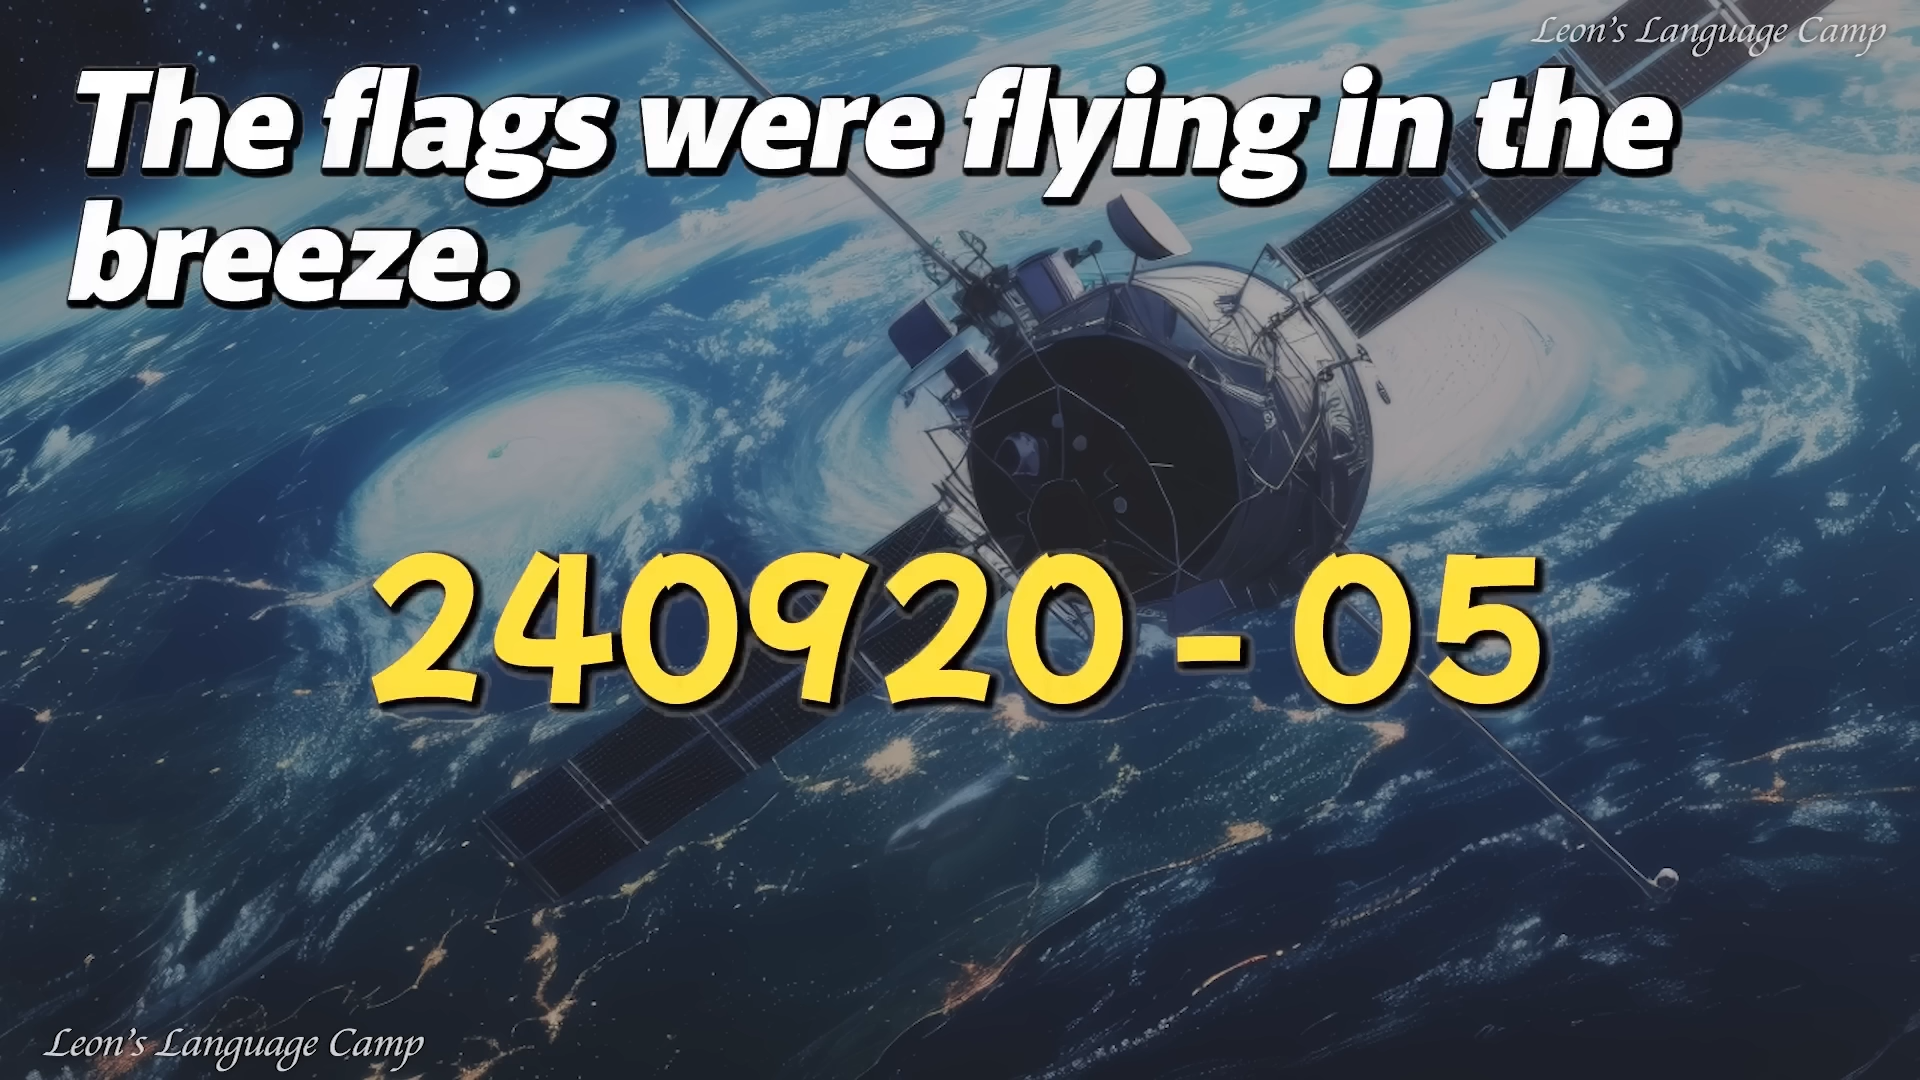 Leon's Language Camp
The flags were flying in the
breeze.
240920-05
Leon's Language Camp